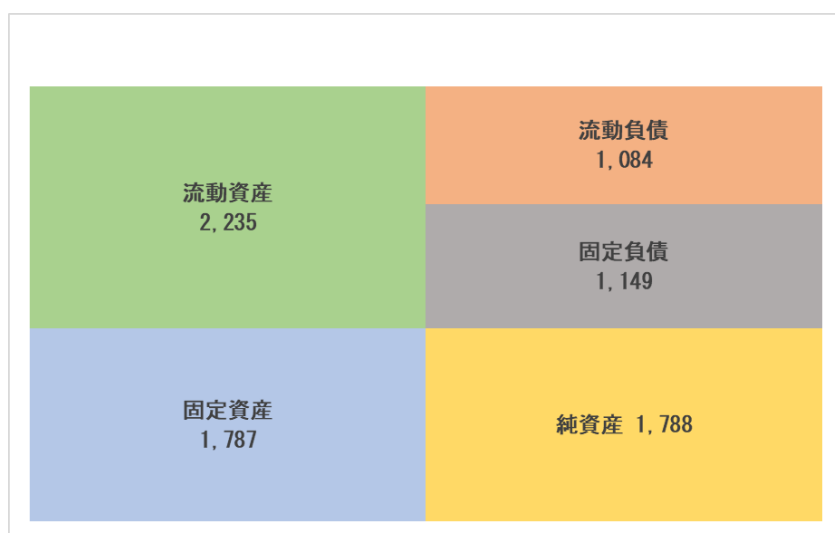 流動資産
2,235
固定資産
1,787
流動負債
1,084
固定負債
1,149
純資産 1,788